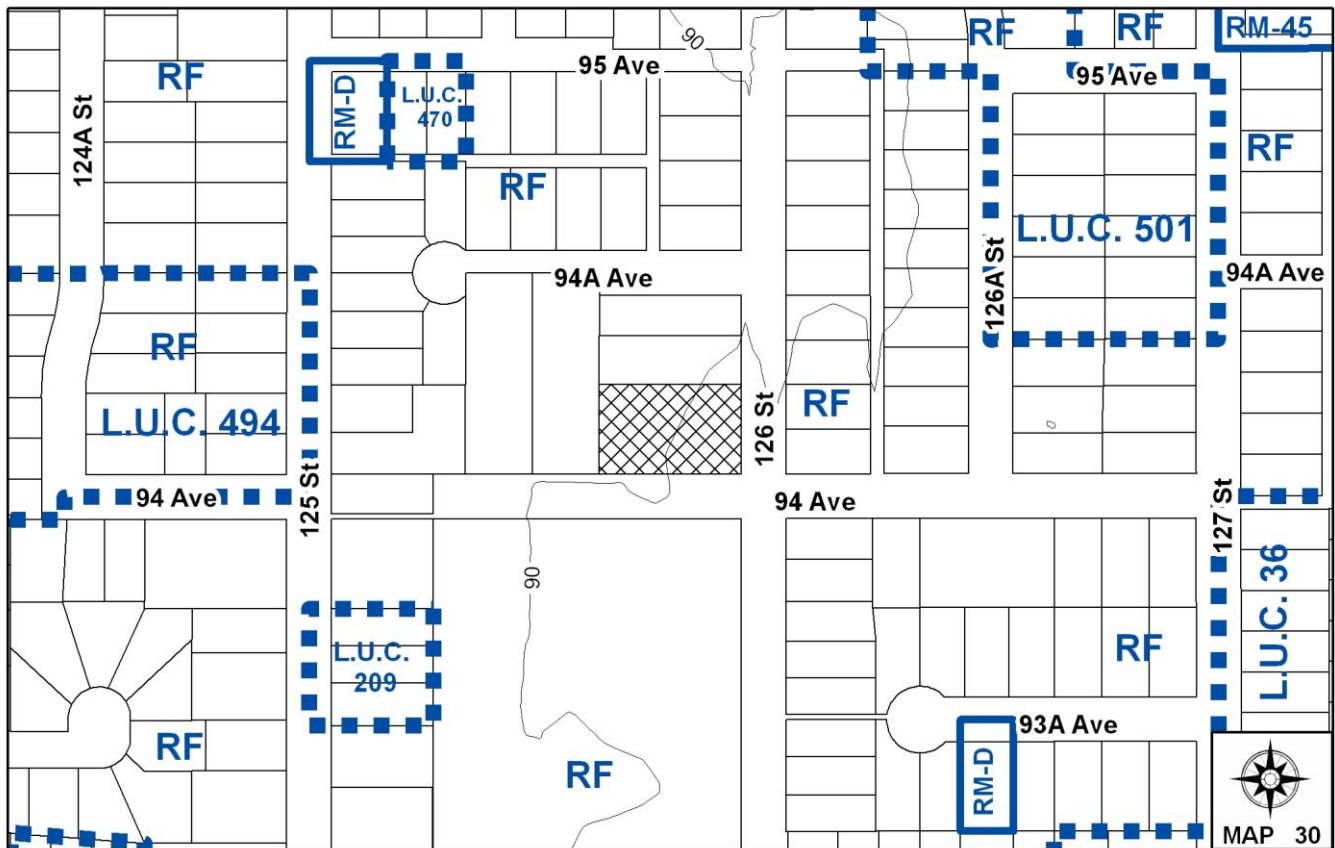 90
RF
RF
RM-45
RF
95 Ave
95 Ave
124A St
RM-D
L.U.C.
470
RF
RF
L.U.C. 501
94A Ave
94A Ave
126A St
RF
L.U.C. 494
RF
126 St
94 Ave
125 St
94 Ave
127 St
90
L.U.C. 36
L.U.C.
209
RF
RF
RF
93A Ave
RM-D
MAP 30